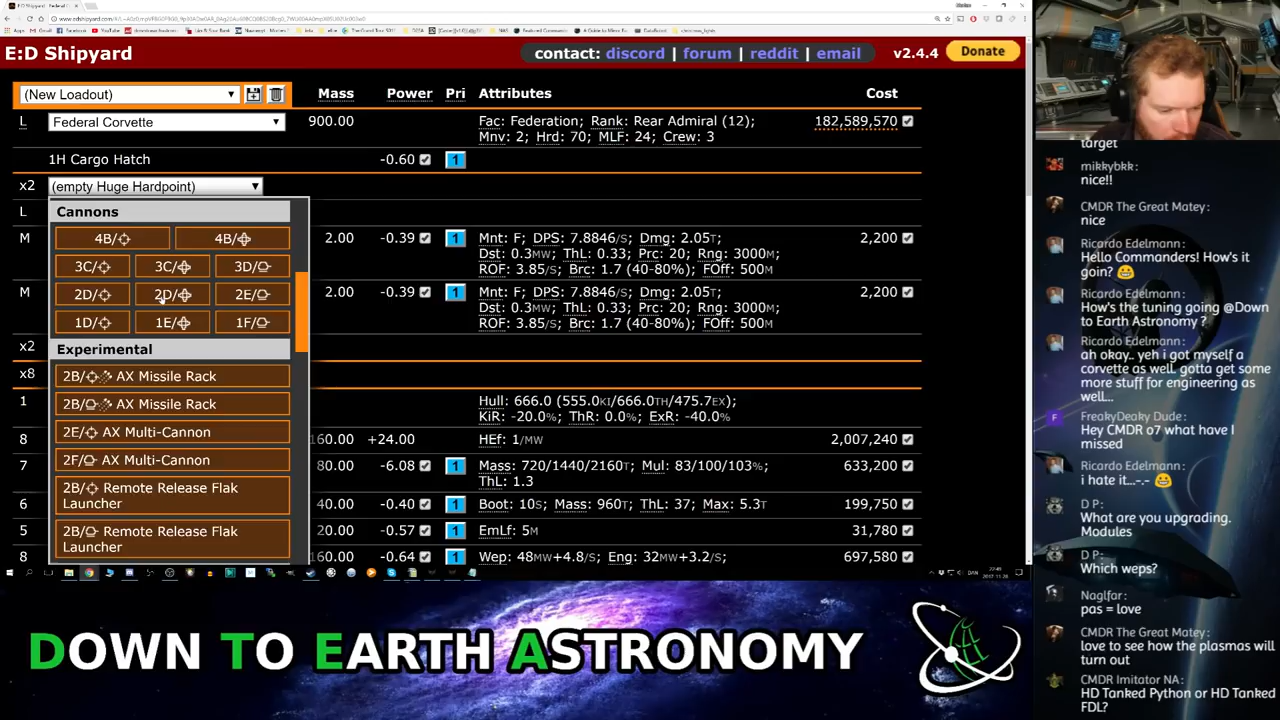 E:D Shipyard
contact: discord | forum | reddit | email
v2.4.4
Donate
(New Loadout)
Mass
Power
Pri
Attributes
Cost
L
Federal Corvette
900.00
Fac: Federation; Rank: Rear Admiral (12);
Mnv: 2; Hrd: 70; MLF: 24; Crew: 3
182,589,570
1H Cargo Hatch
-0.60
1
x2
(empty Huge Hardpoint)
L
Cannons
4B/
4B/
3C/
3C/
3D/
2D/
2D/
2E/
1D/
1E/
1F/
Experimental
2B/ AX Missile Rack
2B/ AX Missile Rack
2E/ AX Multi-Cannon
2F/ AX Multi-Cannon
2B/ Remote Release Flak
Launcher
2B/ Remote Release Flak
Launcher
M
2.00
-0.39
1
Mnt: F; DPS: 7.8846/S; Dmg: 2.05T;
Dst: 0.3MW; ThL: 0.33; Prc: 20; Rng: 3000M;
ROF: 3.85/S; Brc: 1.7 (40-80%); FOff: 500M
2,200
M
2.00
-0.39
1
Mnt: F; DPS: 7.8846/S; Dmg: 2.05T;
Dst: 0.3MW; ThL: 0.33; Prc: 20; Rng: 3000M;
ROF: 3.85/S; Brc: 1.7 (40-80%); FOff: 500M
2,200
x2
x8
1
Hull: 666.0 (555.0KI/666.0TH/475.7EX);
KiR: -20.0%; ThR: 0.0%; ExR: -40.0%
8
160.00
+24.00
HEf: 1/MW
2,007,240
7
80.00
-6.08
1
Mass: 720/1440/2160T; Mul: 83/100/103%;
ThL: 1.3
633,200
6
40.00
-0.40
1
Boot: 10S; Mass: 960T; ThL: 37; Max: 5.3T
199,750
5
20.00
-0.57
1
EmLf: 5M
31,780
8
160.00
-0.64
1
Wep: 48MW+4.8/S; Eng: 32MW+3.2/S;
697,580
DOWN TO EARTH ASTRONOMY
target
mikkybkk:
nice!!
CMDR The Great Matey:
nice
Ricardo Edelmann:
Hello Commanders! How's it
going?
Ricardo Edelmann:
How's the tuning going @Down
to Earth Astronomy ?
Ricardo Edelmann:
ah okay.. yeh i got myself a
corvette as well. gotta get some
more stuff for engineering as
well...
F
FreakyDeaky Dude:
Hey CMDR o7 what have I
missed
Ricardo Edelmann:
i hate it...-.-
D P:
What are you upgrading.
Modules
D P:
Which weps?
Naglfar:
pas = love
CMDR The Great Matey:
love to see how the plasmas will
turn out
CMDR Imitator NA:
HD Tanked Python or HD Tanked
FDL?